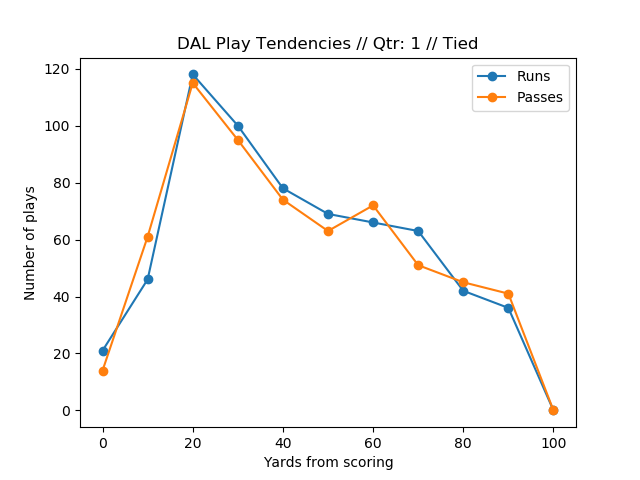 DAL Play Tendencies // Qtr: 1 // Tied
Runs
Passes
Number of plays
120
100
80
60
40
20
0
0 20 40 60 80 100
Yards from scoring